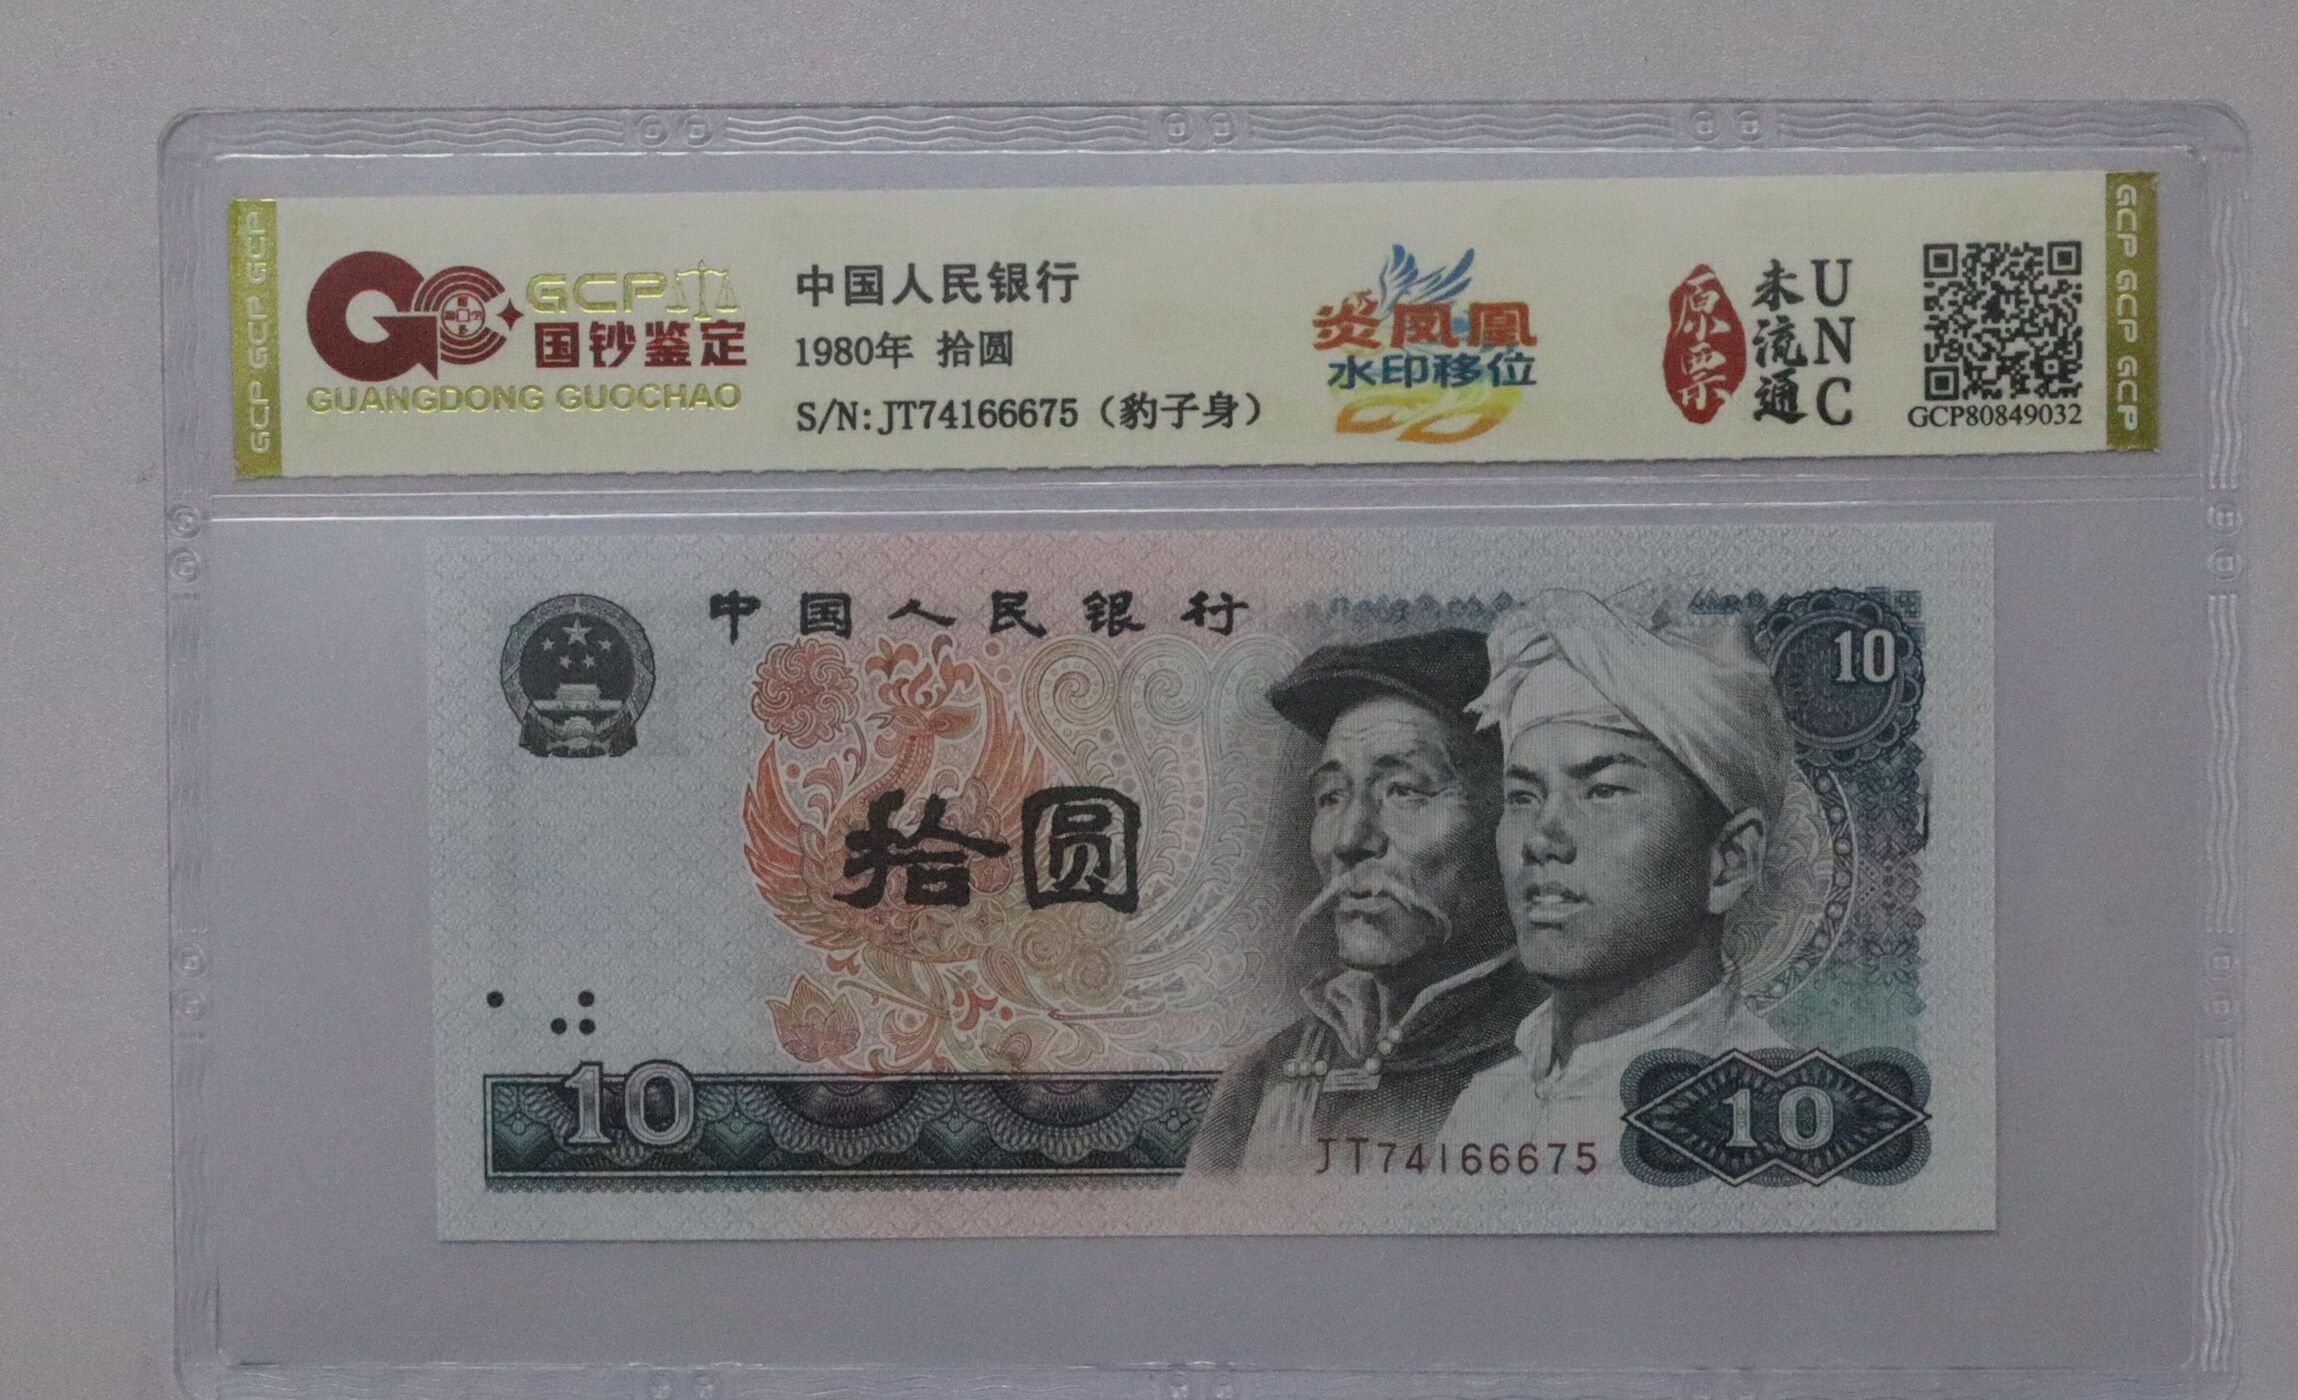 GCP GCP GCP
GCP
国钞鉴定
GUANGDONG GUOCHAO
中国人民银行
1980年 拾圆
S/N:JT74166675（豹子身）
炎凤凰
水印移位
原票
未流通
UNC
GCP80849032
GCP GCP GCP
中国人民银行
10
拾圆
10
JT74166675
10